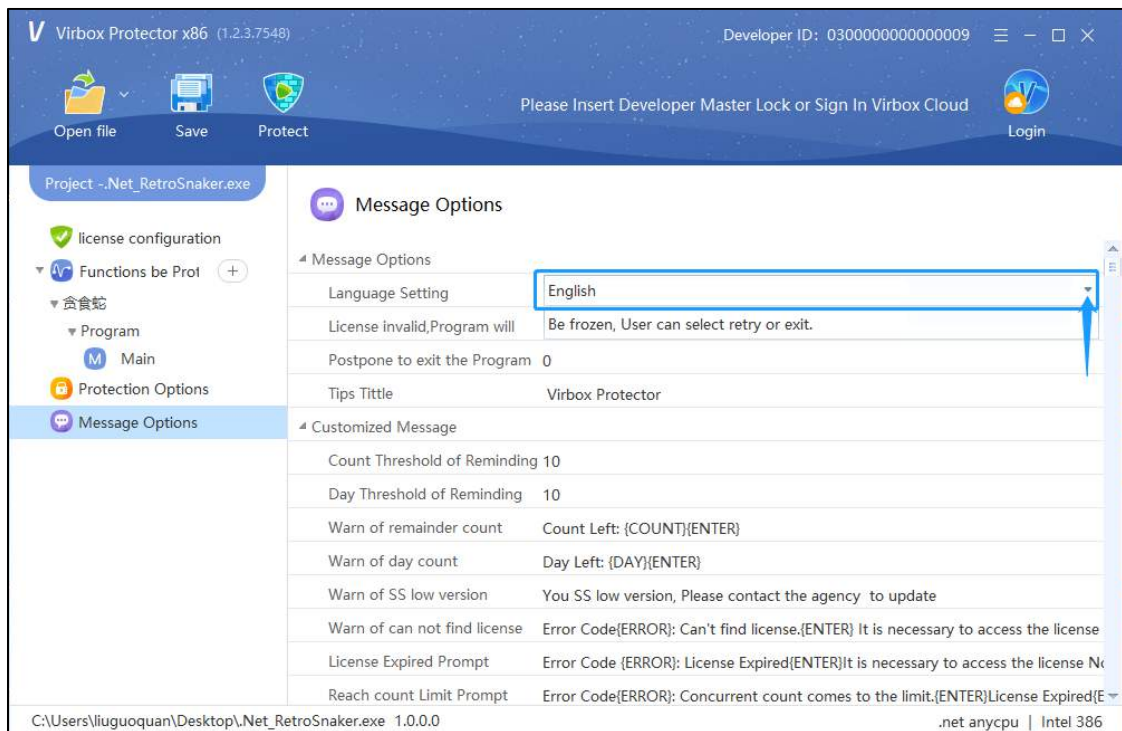 Virbox Protector x86 (1.2.3.7548)
Developer ID: 0300000000000009
Open file
Save
Protect
Please Insert Developer Master Lock or Sign In Virbox Cloud
Login
Project -.Net_RetroSnaker.exe
license configuration
Functions be Prot
贪食蛇
Program
M Main
Protection Options
Message Options
Message Options
Message Options
Language Setting English
License invalid,Program will Be frozen, User can select retry or exit.
Postpone to exit the Program 0
Tips Tittle Virbox Protector
Customized Message
Count Threshold of Reminding 10
Day Threshold of Reminding 10
Warn of remainder count Count Left: {COUNT}{ENTER}
Warn of day count Day Left: {DAY}{ENTER}
Warn of SS low version You SS low version, Please contact the agency to update
Warn of can not find license Error Code{ERROR}: Can't find license.{ENTER} It is necessary to access the license
License Expired Prompt Error Code {ERROR}: License Expired{ENTER}It is necessary to access the license
Reach count Limit Prompt Error Code{ERROR}: Concurrent count comes to the limit.{ENTER}License Expired{E
C:\Users\liuguoquan\Desktop\.Net_RetroSnaker.exe 1.0.0.0
.net anycpu | Intel 386